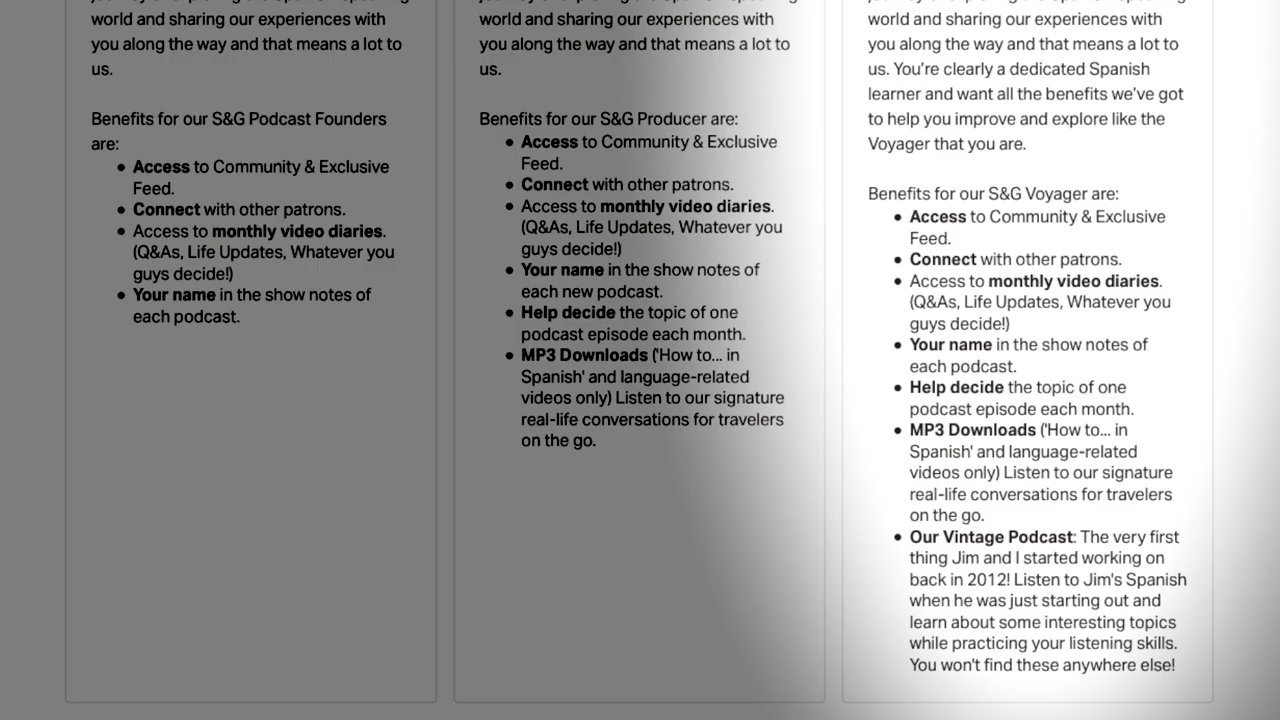 world and sharing our experiences with
you along the way and that means a lot to
us.
Benefits for our S&G Podcast Founders
are:
• Access to Community & Exclusive
Feed.
• Connect with other patrons.
• Access to monthly video diaries.
(Q&As, Life Updates, Whatever you
guys decide!)
• Your name in the show notes of
each podcast.
world and sharing our experiences with
you along the way and that means a lot to
us.
Benefits for our S&G Producer are:
• Access to Community & Exclusive
Feed.
• Connect with other patrons.
• Access to monthly video diaries.
(Q&As, Life Updates, Whatever you
guys decide!)
• Your name in the show notes of
each new podcast.
• Help decide the topic of one
podcast episode each month.
• MP3 Downloads ('How to... in
Spanish' and language-related
videos only) Listen to our signature
real-life conversations for travelers
on the go.
world and sharing our experiences with
you along the way and that means a lot to
us. You're clearly a dedicated Spanish
learner and want all the benefits we've got
to help you improve and explore like the
Voyager that you are.
Benefits for our S&G Voyager are:
• Access to Community & Exclusive
Feed.
• Connect with other patrons.
• Access to monthly video diaries.
(Q&As, Life Updates, Whatever you
guys decide!)
• Your name in the show notes of
each podcast.
• Help decide the topic of one
podcast episode each month.
• MP3 Downloads ('How to... in
Spanish' and language-related
videos only) Listen to our signature
real-life conversations for travelers
on the go.
• Our Vintage Podcast: The very first
thing Jim and I started working on
back in 2012! Listen to Jim's Spanish
when he was just starting out and
learn about some interesting topics
while practicing your listening skills.
You won't find these anywhere else!